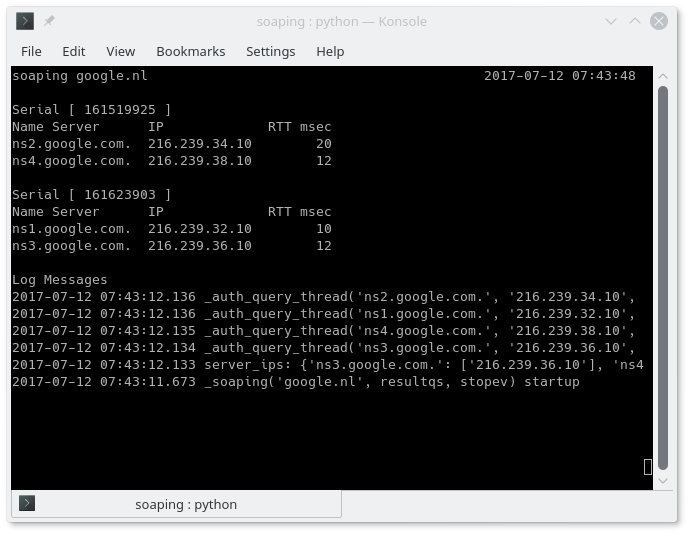 soaping : python — Konsole
File Edit View Bookmarks Settings Help
soaping google.nl 2017-07-12 07:43:48
Serial [ 161519925 ]
Name Server IP RTT msec
ns2.google.com. 216.239.34.10 20
ns4.google.com. 216.239.38.10 12
Serial [ 161623903 ]
Name Server IP RTT msec
ns1.google.com. 216.239.32.10 10
ns3.google.com. 216.239.36.10 12
Log Messages
2017-07-12 07:43:12.136 _auth_query_thread('ns2.google.com.', '216.239.34.10',
2017-07-12 07:43:12.136 _auth_query_thread('ns1.google.com.', '216.239.32.10',
2017-07-12 07:43:12.135 _auth_query_thread('ns4.google.com.', '216.239.38.10',
2017-07-12 07:43:12.134 _auth_query_thread('ns3.google.com.', '216.239.36.10',
2017-07-12 07:43:12.133 server_ips: {'ns3.google.com.': ['216.239.36.10'], 'ns4
2017-07-12 07:43:11.673 _soaping('google.nl', resultqs, stopev) startup
soaping : python